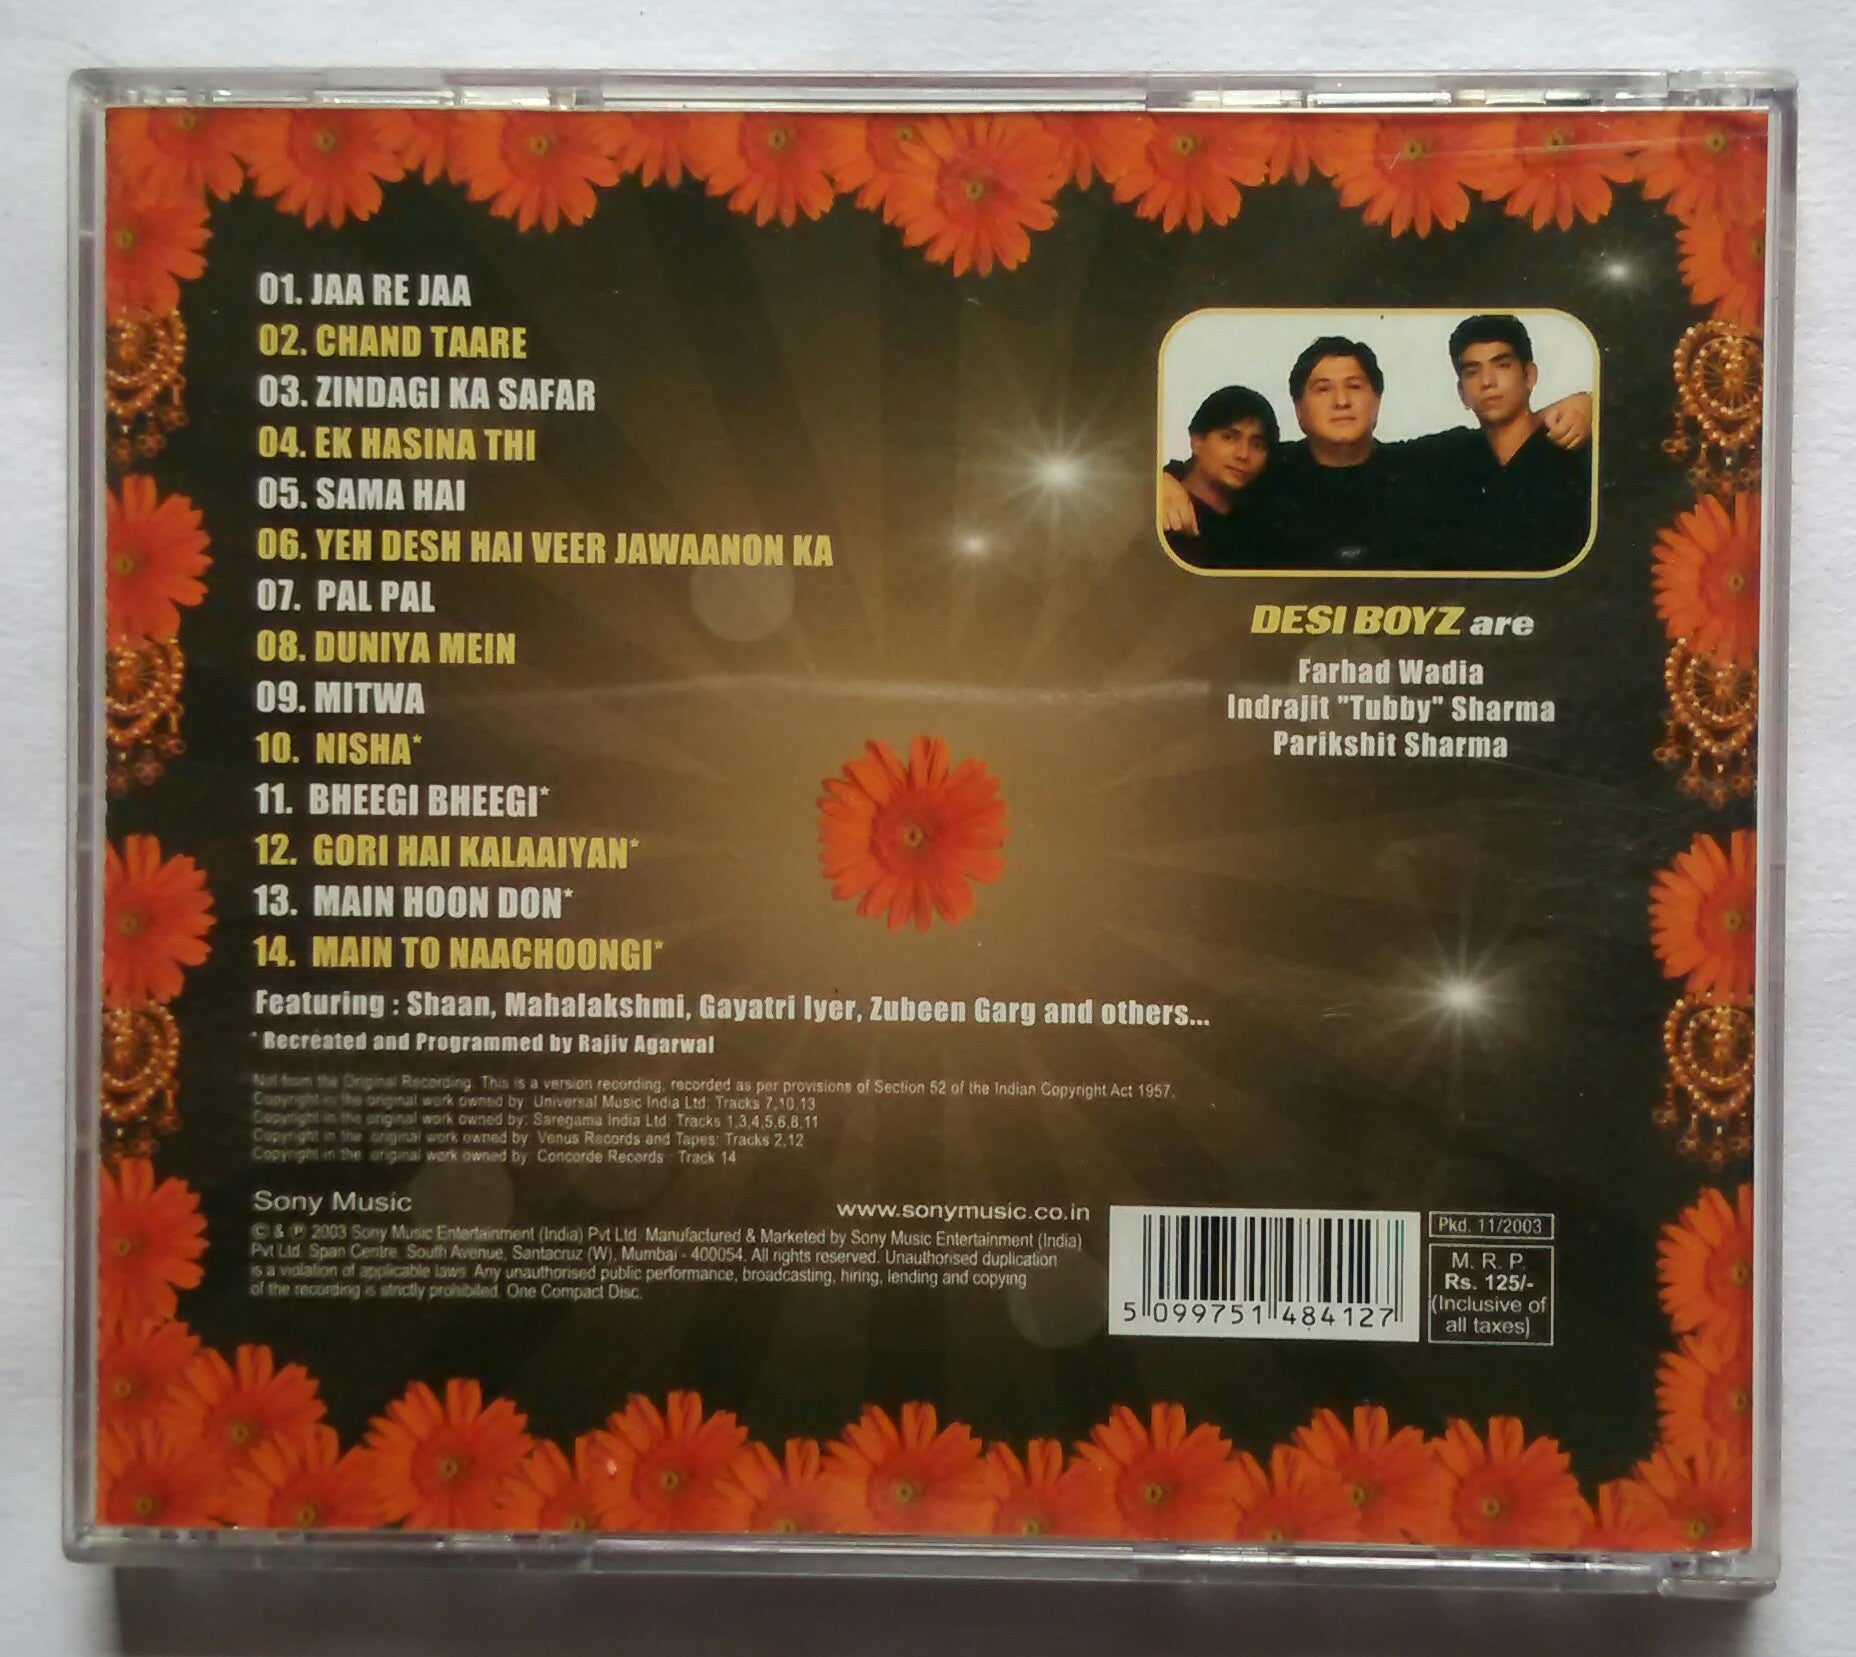 01. JAA RE JAA
02. CHAND TAARE
03. ZINDAGI KA SAFAR
04. EK HASINA THI
05. SAMA HAI
06. YEH DESH HAI VEER JAWAANON KA
07. PAL PAL
08. DUNIYA MEIN
09. MITWA
10. NISHA*
11. BHEEGI BHEEGI*
12. GORI HAI KALAAIYAN*
13. MAIN HOON DON*
14. MAIN TO NAACHOONGI*
Featuring : Shaan, Mahalakshmi, Gayatri Iyer, Zubeen Garg and others...
* Recreated and Programmed by Rajiv Agarwal
Not from the Original Recording. This is a version recording, recorded as per provisions of Section 52 of the Indian Copyright Act 1957.
Copyright in the original work owned by: Universal Music India Ltd: Tracks 7,10,13
Copyright in the original work owned by: Saregama India Ltd: Tracks 1,3,4,5,6,8,11
Copyright in the original work owned by: Venus Records and Tapes: Tracks 2,12
Copyright in the original work owned by: Concorde Records : Track 14
DESI BOYZ are
Farhad Wadia
Indrajit "Tubby" Sharma
Parikshit Sharma
Sony Music
www.sonymusic.co.in
© & ℗ 2003 Sony Music Entertainment (India) Pvt Ltd. Manufactured & Marketed by Sony Music Entertainment (India)
Pvt Ltd. Span Centre, South Avenue, Santacruz (W), Mumbai - 400054. All rights reserved. Unauthorised duplication
is a violation of applicable laws. Any unauthorised public performance, broadcasting, hiring, lending and copying
of the recording is strictly prohibited. One Compact Disc.
5 099751 484127
Pkd. 11/2003
M. R. P.
Rs. 125/-
(Inclusive of
all taxes)